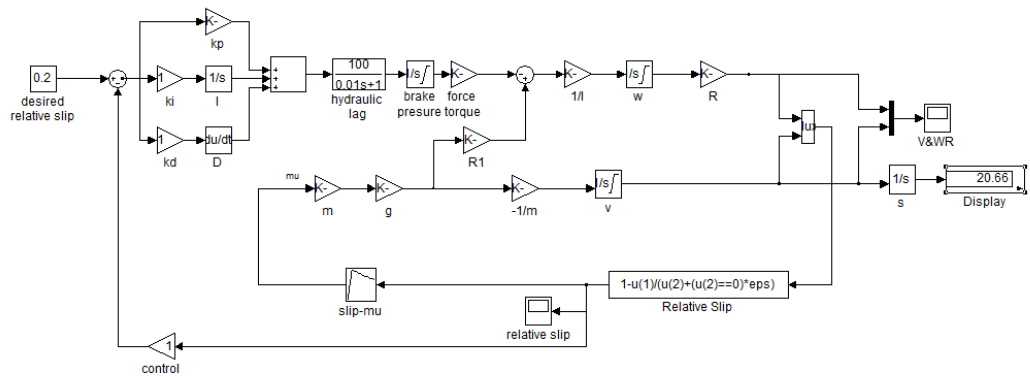 K-
kp
0.2
desired
relative slip
1
ki
1/s
I
+
+
+
100
0.01s+1
hydraulic
lag
1/s
brake
presure
K-
force
torque
K-
1/I
/s
w
K-
R
1
kd
du/dt
D
K-
R1
lux
V&WR
mu
K-
m
K-
g
K-
-1/m
1/s
v
1/s
s
20.66
Display
slip-mu
1-u(1)/(u(2)+(u(2)==0)*eps)
Relative Slip
relative slip
1
control